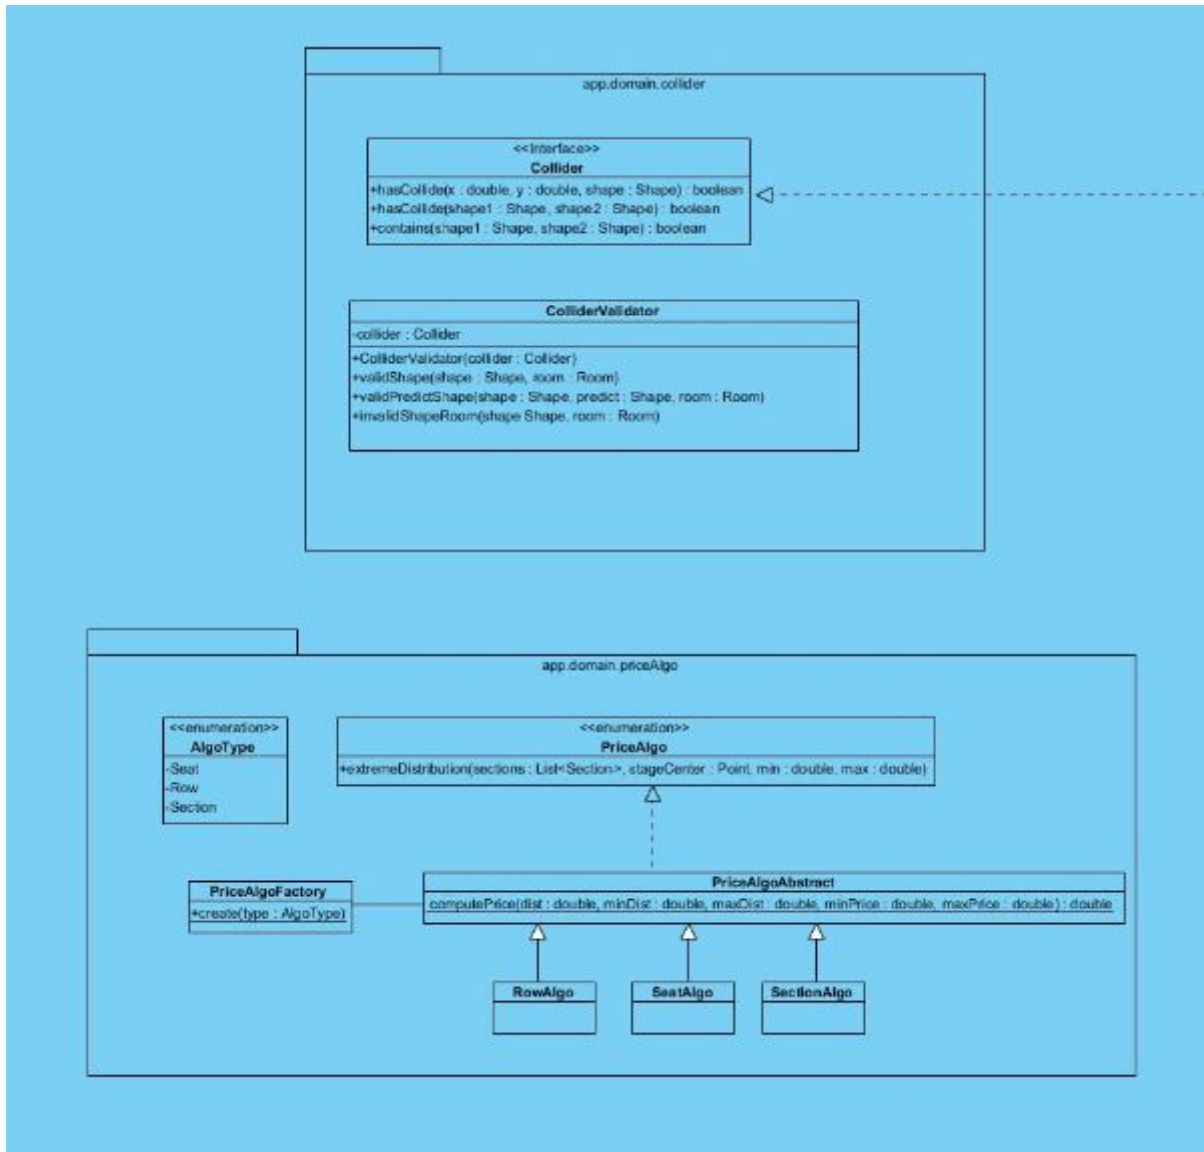 app.domain.collider
<<Interface>>
Collider
+hasCollide(x : double, y : double, shape : Shape) : boolean
+hasCollide(shape1 : Shape, shape2 : Shape) : boolean
+contains(shape1 : Shape, shape2 : Shape) : boolean
ColliderValidator
-collider : Collider
+ColliderValidator(collider : Collider)
+validShape(shape : Shape, room : Room)
+validPredictShape(shape : Shape, predict : Shape, room : Room)
+invalidShapeRoom(shape Shape, room : Room)
app.domain.priceAlgo
<<enumeration>>
AlgoType
-Seat
-Row
-Section
<<enumeration>>
PriceAlgo
+extremeDistribution(sections : List<Section>, stageCenter : Point, min : double, max : double)
PriceAlgoFactory
+create(type : AlgoType)
PriceAlgoAbstract
computePrice(dist : double, minDist : double, maxDist : double, minPrice : double, maxPrice : double) : double
RowAlgo
SeatAlgo
SectionAlgo